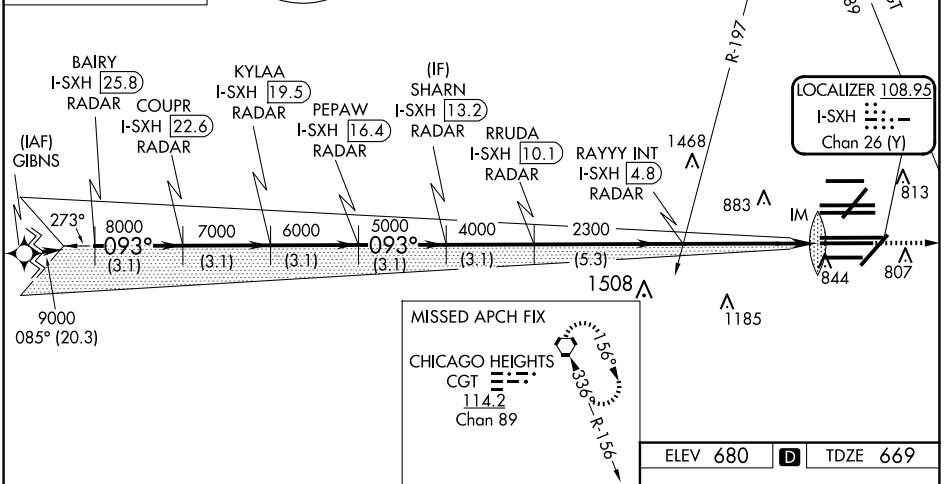 R-197
89
CGT
BAIRY
I-SXH 25.8
RADAR
COUPR
I-SXH 22.6
RADAR
KYLAA
I-SXH 19.5
RADAR
PEPAW
I-SXH 16.4
RADAR
(IF)
SHARN
I-SXH 13.2
RADAR
RRUDA
I-SXH 10.1
RADAR
RAYYY INT
I-SXH 4.8
RADAR
(IAF)
GIBNS
LOCALIZER 108.95
I-SXH
Chan 26 (Y)
1468
883
813
IM
273°
8000
093°
(3.1)
7000
(3.1)
6000
(3.1)
5000
093°
(3.1)
4000
(3.1)
2300
(5.3)
844
807
1508
1185
9000
085° (20.3)
MISSED APCH FIX
CHICAGO HEIGHTS
CGT
114.2
Chan 89
156°
336°
R-156
ELEV 680 D TDZE 669